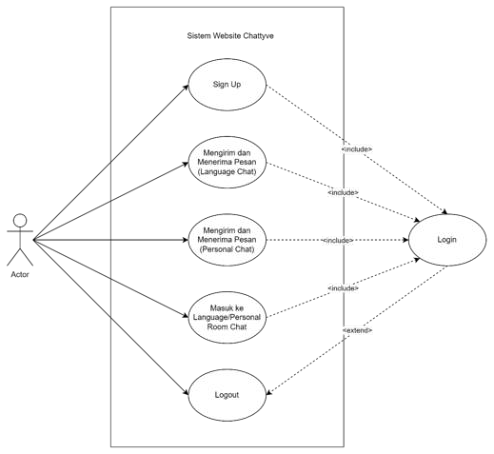 Sistem Website Chattyve
Sign Up
<include>
Mengirim dan
Menerima Pesan
(Language Chat)
<include>
Mengirim dan
Menerima Pesan
(Personal Chat)
<include>
Login
Actor
Masuk ke
Language/Personal
Room Chat
<include>
<extend>
Logout